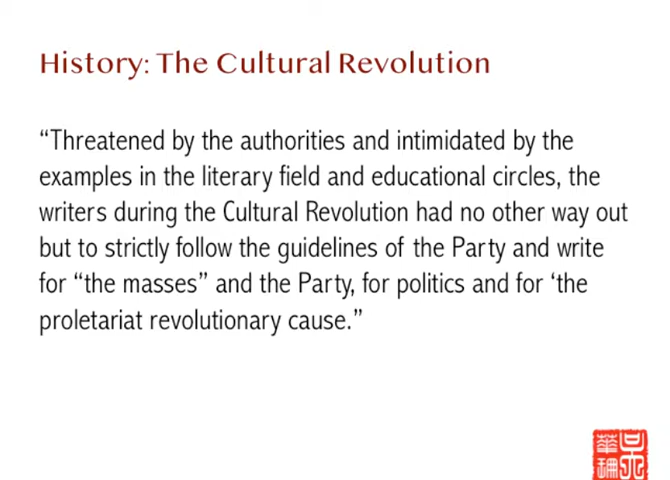 History: The Cultural Revolution
“Threatened by the authorities and intimidated by the
examples in the literary field and educational circles, the
writers during the Cultural Revolution had no other way out
but to strictly follow the guidelines of the Party and write
for “the masses” and the Party, for politics and for ‘the
proletariat revolutionary cause.”